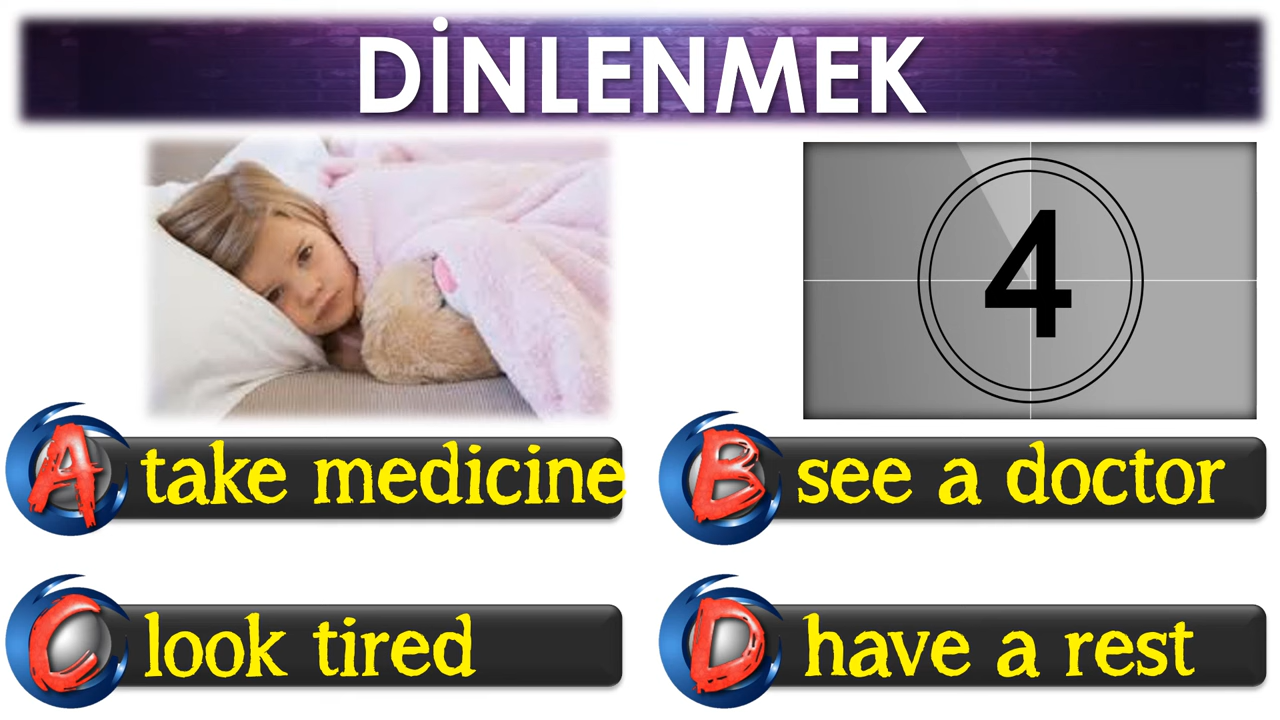 DİNLENMEK
4
A take medicine
B see a doctor
C look tired
D have a rest